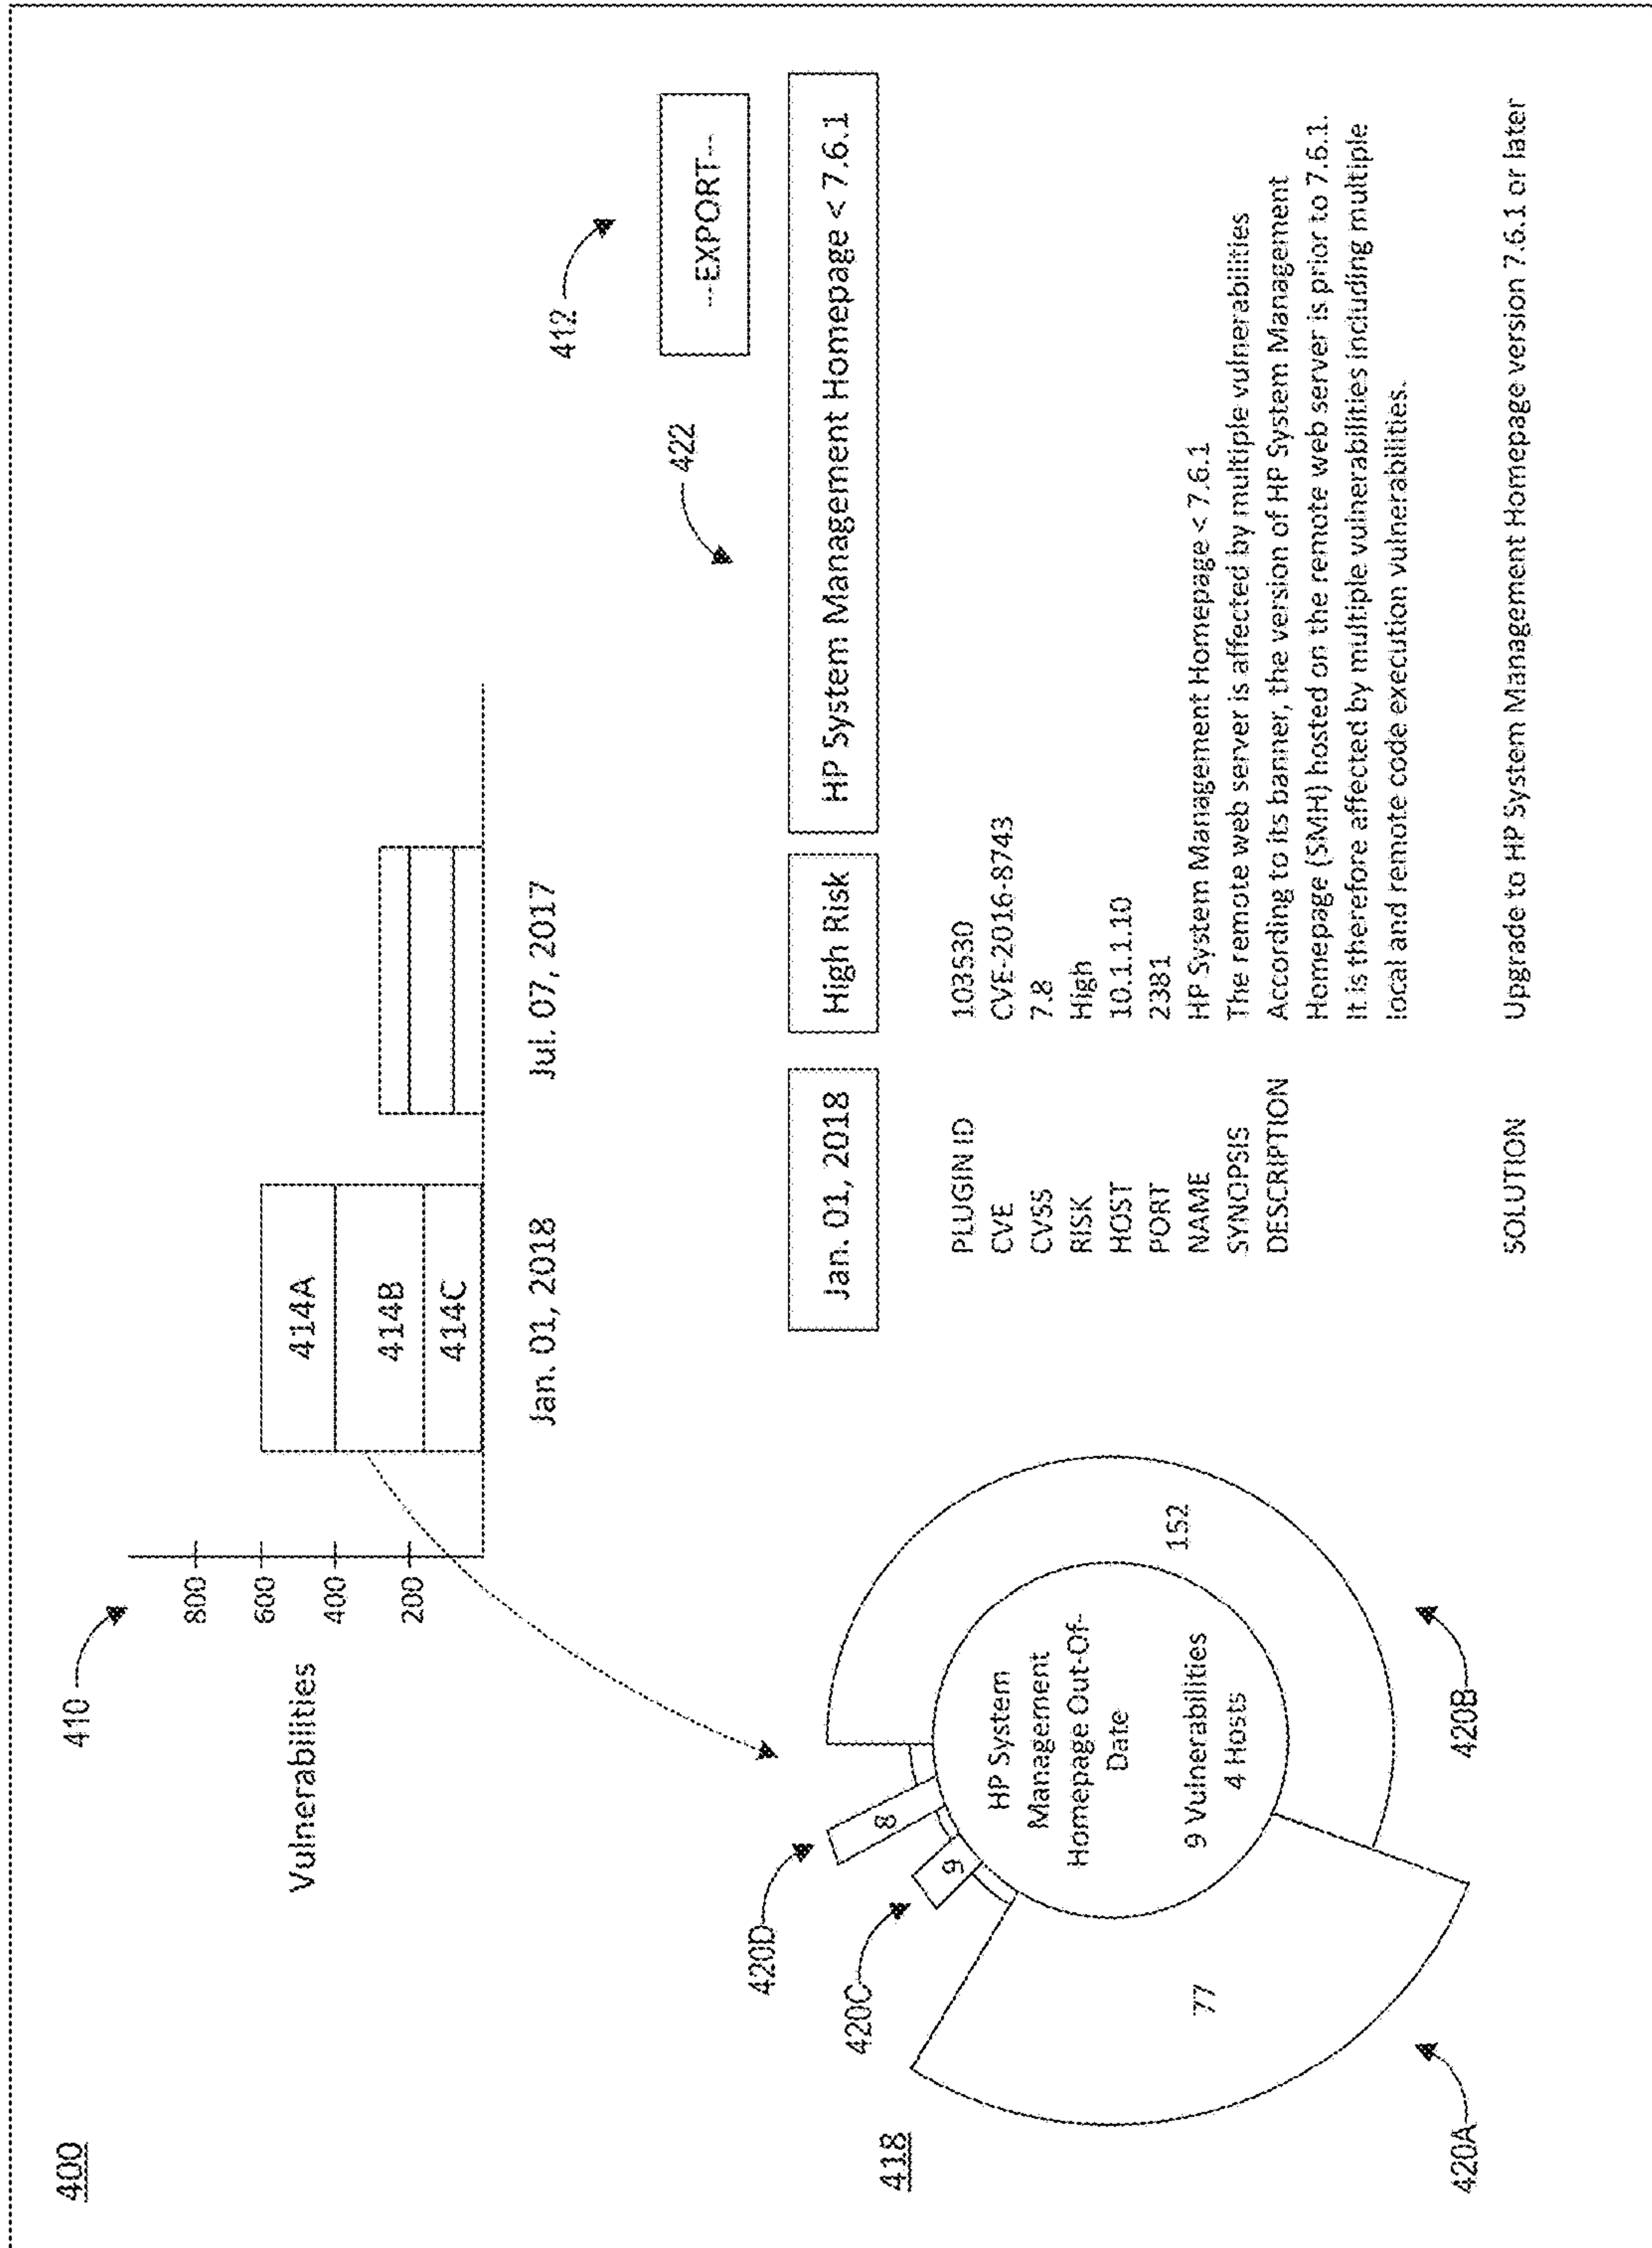 400
410
Vulnerabilities
800
600
400
200
414A
414B
414C
Jan. 01, 2018
Jul. 07, 2017
412
---EXPORT---
422
Jan. 01, 2018
High Risk
HP System Management Homepage < 7.6.1
PLUGIN ID 103530
CVE CVE-2016-8743
CVSS 7.8
RISK High
HOST 10.1.1.10
PORT 2381
NAME HP System Management Homepage < 7.6.1
SYNOPSIS The remote web server is affected by multiple vulnerabilities
DESCRIPTION According to its banner, the version of HP System Management
Homepage (SMH) hosted on the remote web server is prior to 7.6.1.
It is therefore affected by multiple vulnerabilities including multiple
local and remote code execution vulnerabilities.
SOLUTION Upgrade to HP System Management Homepage version 7.6.1 or later
418
420D
420C
8
9
HP System
Management
Homepage Out-Of-
Date
9 Vulnerabilities
4 Hosts
152
77
420A
420B